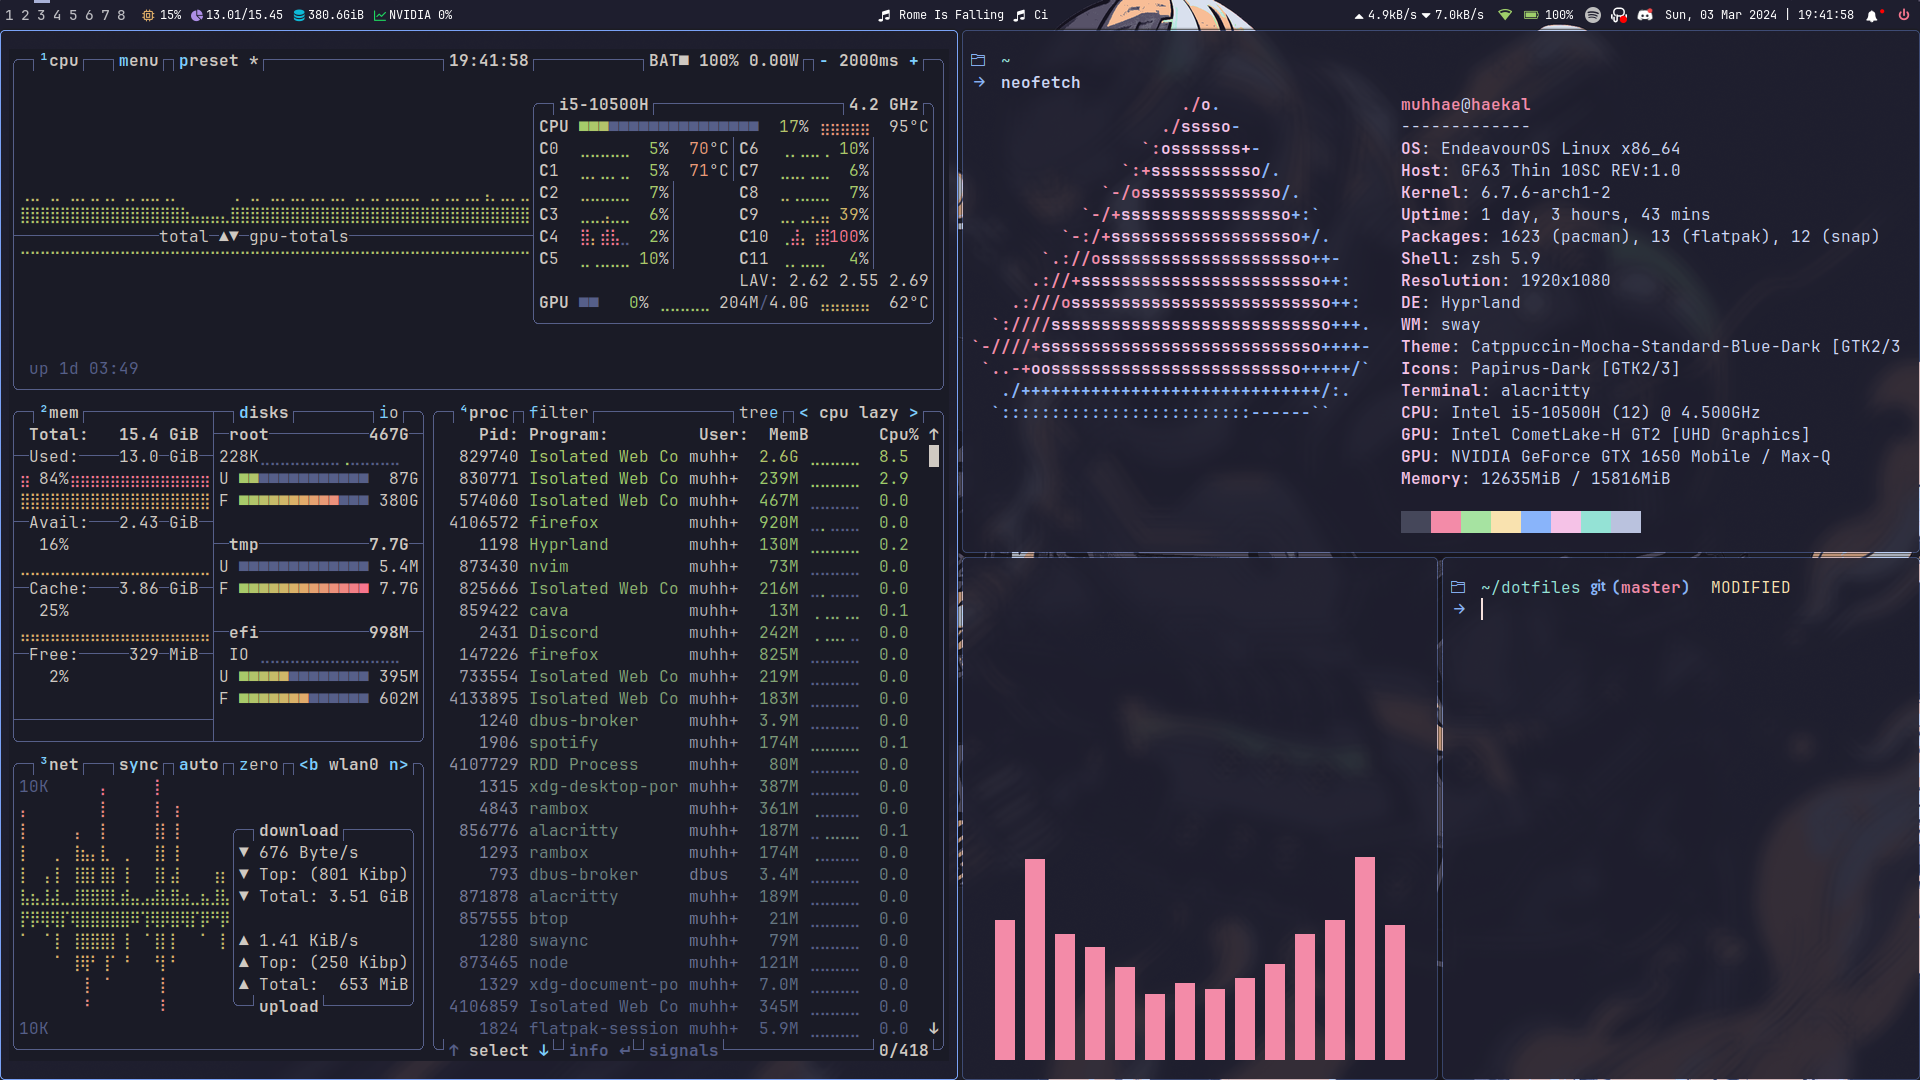 1 2 3 4 5 6 7 8 15% 13.01/15.45 380.6GiB NVIDIA 0% Rome Is Falling Ci 4.9kB/s 7.0kB/s 100% Sun, 03 Mar 2024 | 19:41:58
¹cpu menu preset * 19:41:58 BAT■ 100% 0.00W - 2000ms +
i5-10500H 4.2 GHz
CPU 17% 95°C
C0 5% 70°C C6 10%
C1 5% 71°C C7 6%
C2 7% C8 7%
C3 6% C9 39%
C4 2% C10 100%
C5 10% C11 4%
total ▲▼ gpu-totals
LAV: 2.62 2.55 2.69
GPU 0% 204M/4.0G 62°C
up 1d 03:49
²mem
Total: 15.4 GiB
Used: 13.0 GiB
84%
Avail: 2.43 GiB
16%
Cache: 3.86 GiB
25%
Free: 329 MiB
2%
disks io
root 467G
228K
U 87G
F 380G
tmp 7.7G
U 5.4M
F 7.7G
efi 998M
IO
U 395M
F 602M
³net sync auto zero <b wlan0 n>
10K
download
▼ 676 Byte/s
▼ Top: (801 Kibp)
▼ Total: 3.51 GiB
▲ 1.41 KiB/s
▲ Top: (250 Kibp)
▲ Total: 653 MiB
upload
10K
⁴proc filter tree < cpu lazy >
Pid: Program: User: MemB Cpu% ↑
829740 Isolated Web Co muhh+ 2.6G 8.5
830771 Isolated Web Co muhh+ 239M 2.9
574060 Isolated Web Co muhh+ 467M 0.0
4106572 firefox muhh+ 920M 0.0
1198 Hyprland muhh+ 130M 0.2
873430 nvim muhh+ 73M 0.0
825666 Isolated Web Co muhh+ 216M 0.0
859422 cava muhh+ 13M 0.1
2431 Discord muhh+ 242M 0.0
147226 firefox muhh+ 825M 0.0
733554 Isolated Web Co muhh+ 219M 0.0
4133895 Isolated Web Co muhh+ 183M 0.0
1240 dbus-broker muhh+ 3.9M 0.0
1906 spotify muhh+ 174M 0.1
4107729 RDD Process muhh+ 80M 0.0
1315 xdg-desktop-por muhh+ 387M 0.0
4843 rambox muhh+ 361M 0.0
856776 alacritty muhh+ 187M 0.1
1293 rambox muhh+ 174M 0.0
793 dbus-broker dbus 3.4M 0.0
871878 alacritty muhh+ 189M 0.0
857555 btop muhh+ 21M 0.0
1280 swaync muhh+ 79M 0.0
873465 node muhh+ 121M 0.0
1329 xdg-document-po muhh+ 7.0M 0.0
4106859 Isolated Web Co muhh+ 345M 0.0
1824 flatpak-session muhh+ 5.9M 0.0 ↓
↑ select ↓ info ↵ signals 0/418
~
→ neofetch
./o.
./sssso-
`:osssssss+-
`:+sssssssssso/.
`-/ossssssssssssso/.
`-/+sssssssssssssssso+:`
`-:/+sssssssssssssssssso+/.
`.://osssssssssssssssssssso++-
.://+ssssssssssssssssssssssso++:
.:///ossssssssssssssssssssssssso++:
`:////ssssssssssssssssssssssssssso+++.
`-////+ssssssssssssssssssssssssssso++++-
`..-+oosssssssssssssssssssssssso+++++/`
./++++++++++++++++++++++++++++++/:.
`:::::::::::::::::::::::::------``
muhhae@haekal
-------------
OS: EndeavourOS Linux x86_64
Host: GF63 Thin 10SC REV:1.0
Kernel: 6.7.6-arch1-2
Uptime: 1 day, 3 hours, 43 mins
Packages: 1623 (pacman), 13 (flatpak), 12 (snap)
Shell: zsh 5.9
Resolution: 1920x1080
DE: Hyprland
WM: sway
Theme: Catppuccin-Mocha-Standard-Blue-Dark [GTK2/3
Icons: Papirus-Dark [GTK2/3]
Terminal: alacritty
CPU: Intel i5-10500H (12) @ 4.500GHz
GPU: Intel CometLake-H GT2 [UHD Graphics]
GPU: NVIDIA GeForce GTX 1650 Mobile / Max-Q
Memory: 12635MiB / 15816MiB
~/dotfiles git (master) MODIFIED
→